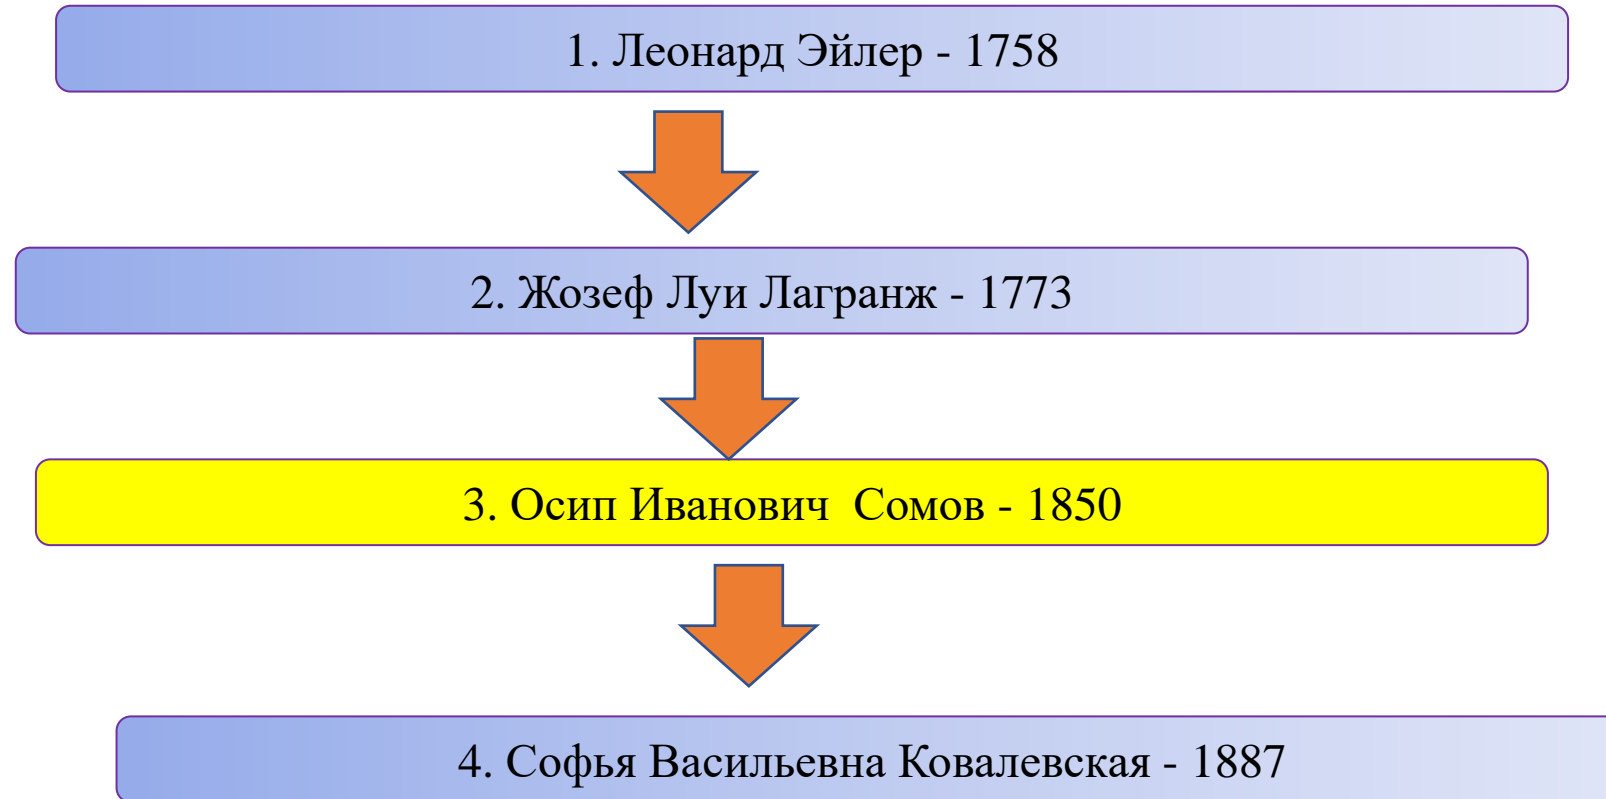 1. Леонард Эйлер - 1758
2. Жозеф Луи Лагранж - 1773
3. Осип Иванович  Сомов - 1850
4. Софья Васильевна Ковалевская - 1887